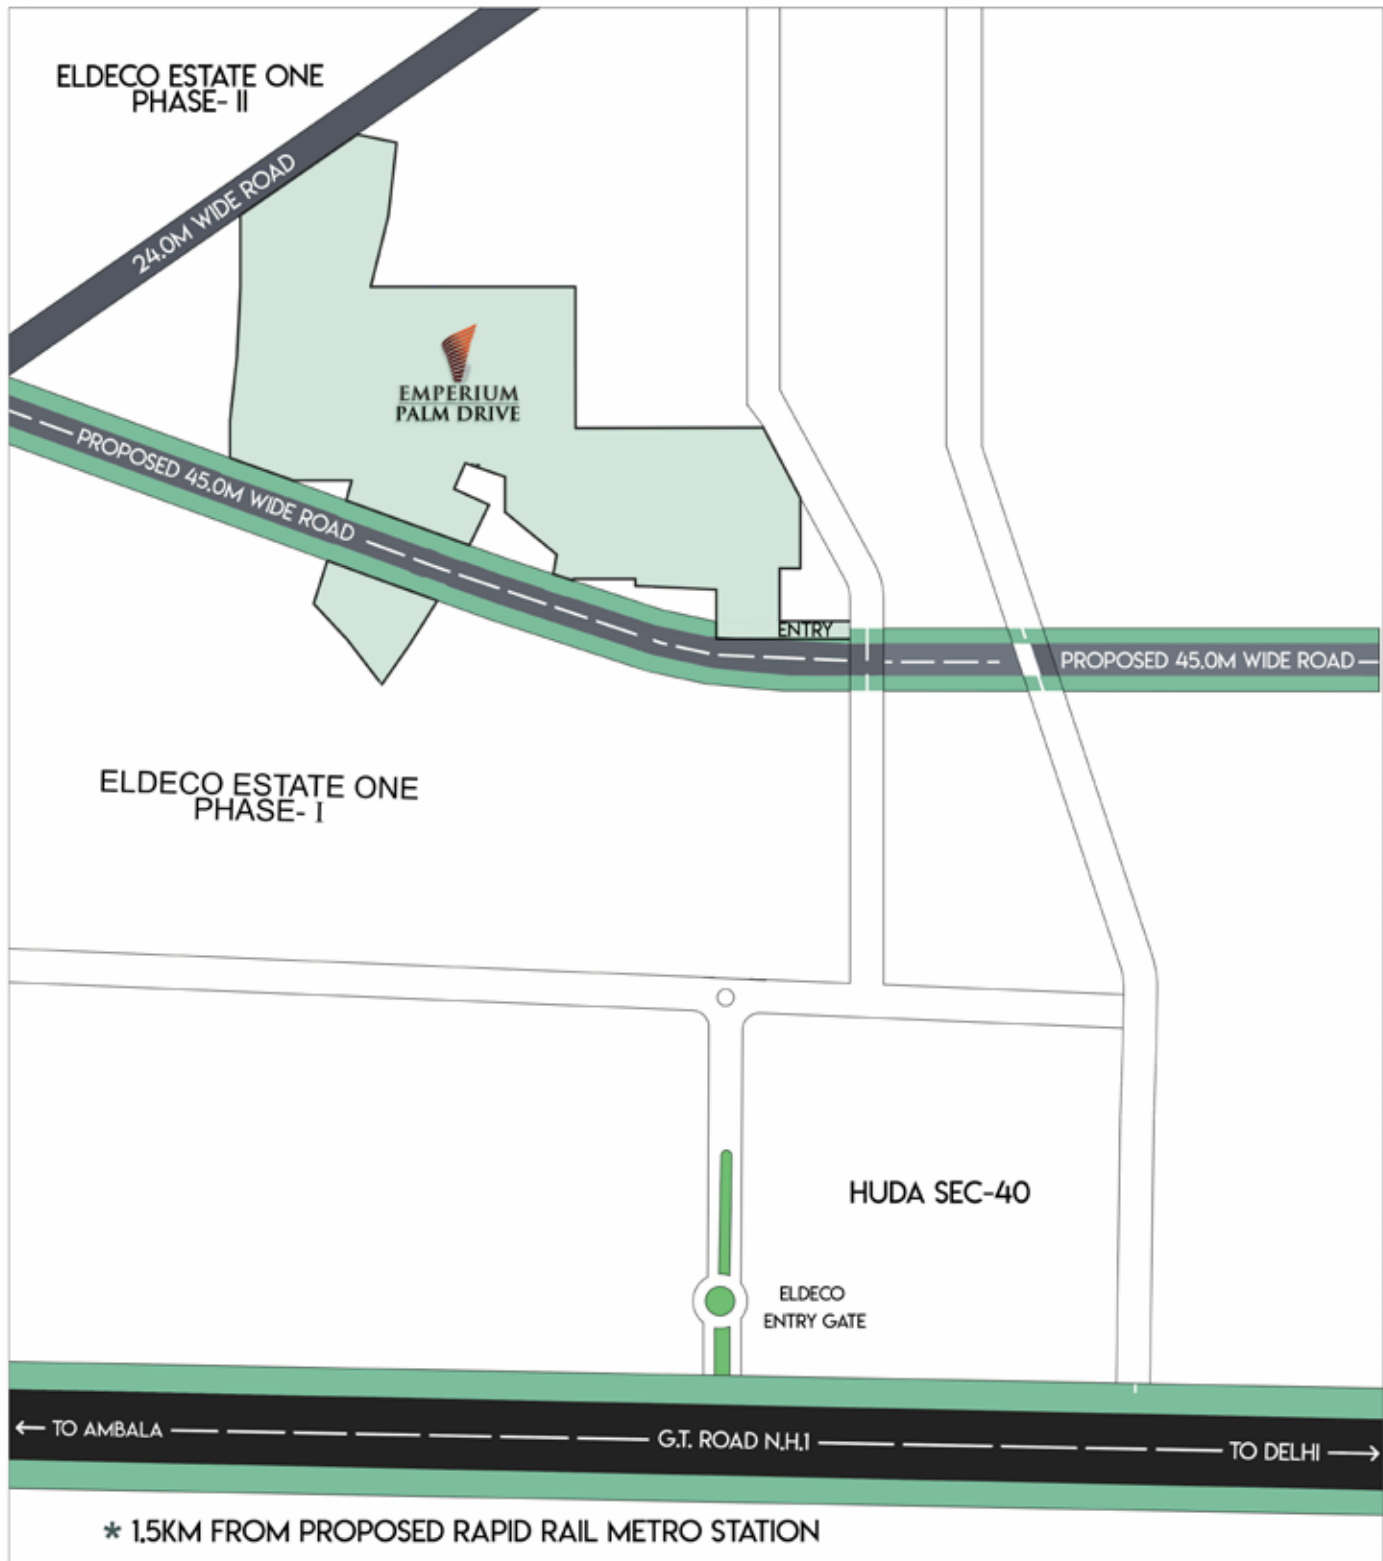 ELDECO ESTATE ONE
PHASE- II
24.0M WIDE ROAD
EMPERIUM
PALM DRIVE
PROPOSED 45.0M WIDE ROAD
ENTRY
PROPOSED 45.0M WIDE ROAD
ELDECO ESTATE ONE
PHASE- I
HUDA SEC-40
ELDECO
ENTRY GATE
TO AMBALA
G.T. ROAD N.H.1
TO DELHI
* 1.5KM FROM PROPOSED RAPID RAIL METRO STATION